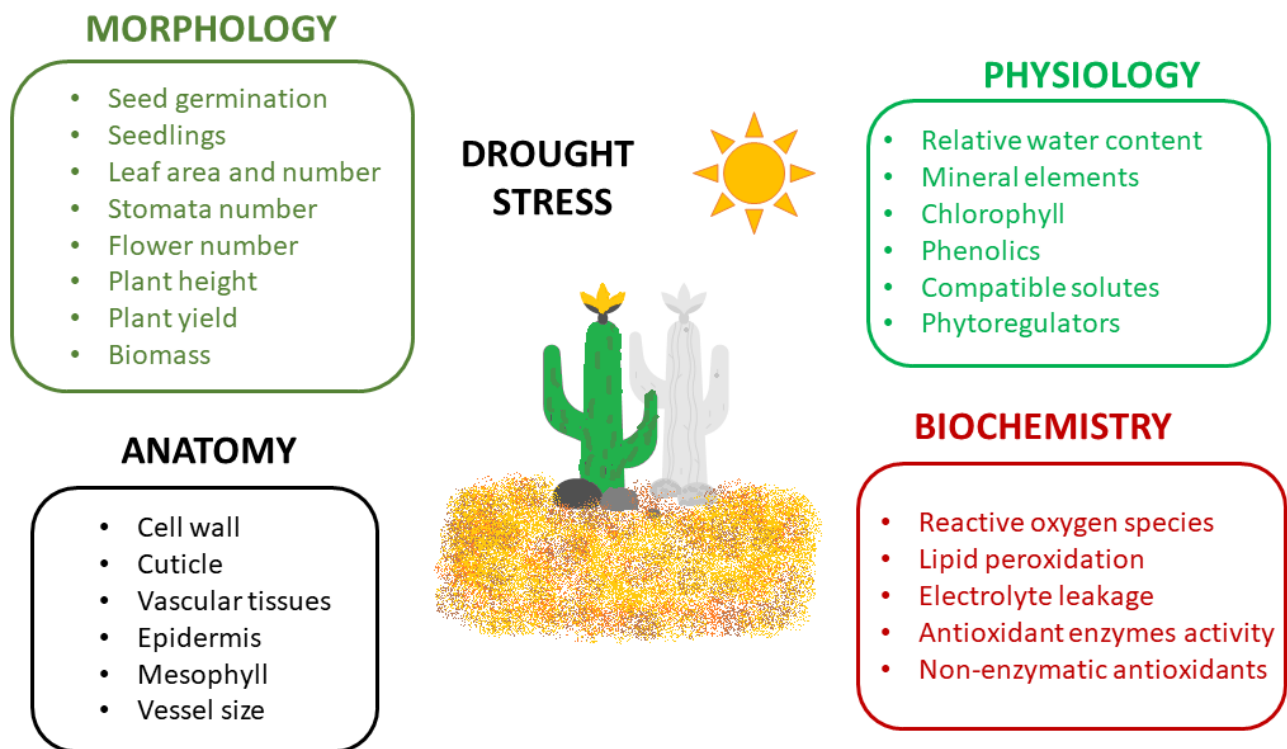 MORPHOLOGY
• Seed germination
• Seedlings
• Leaf area and number
• Stomata number
• Flower number
• Plant height
• Plant yield
• Biomass
DROUGHT
STRESS
PHYSIOLOGY
• Relative water content
• Mineral elements
• Chlorophyll
• Phenolics
• Compatible solutes
• Phytoregulators
ANATOMY
• Cell wall
• Cuticle
• Vascular tissues
• Epidermis
• Mesophyll
• Vessel size
BIOCHEMISTRY
• Reactive oxygen species
• Lipid peroxidation
• Electrolyte leakage
• Antioxidant enzymes activity
• Non-enzymatic antioxidants